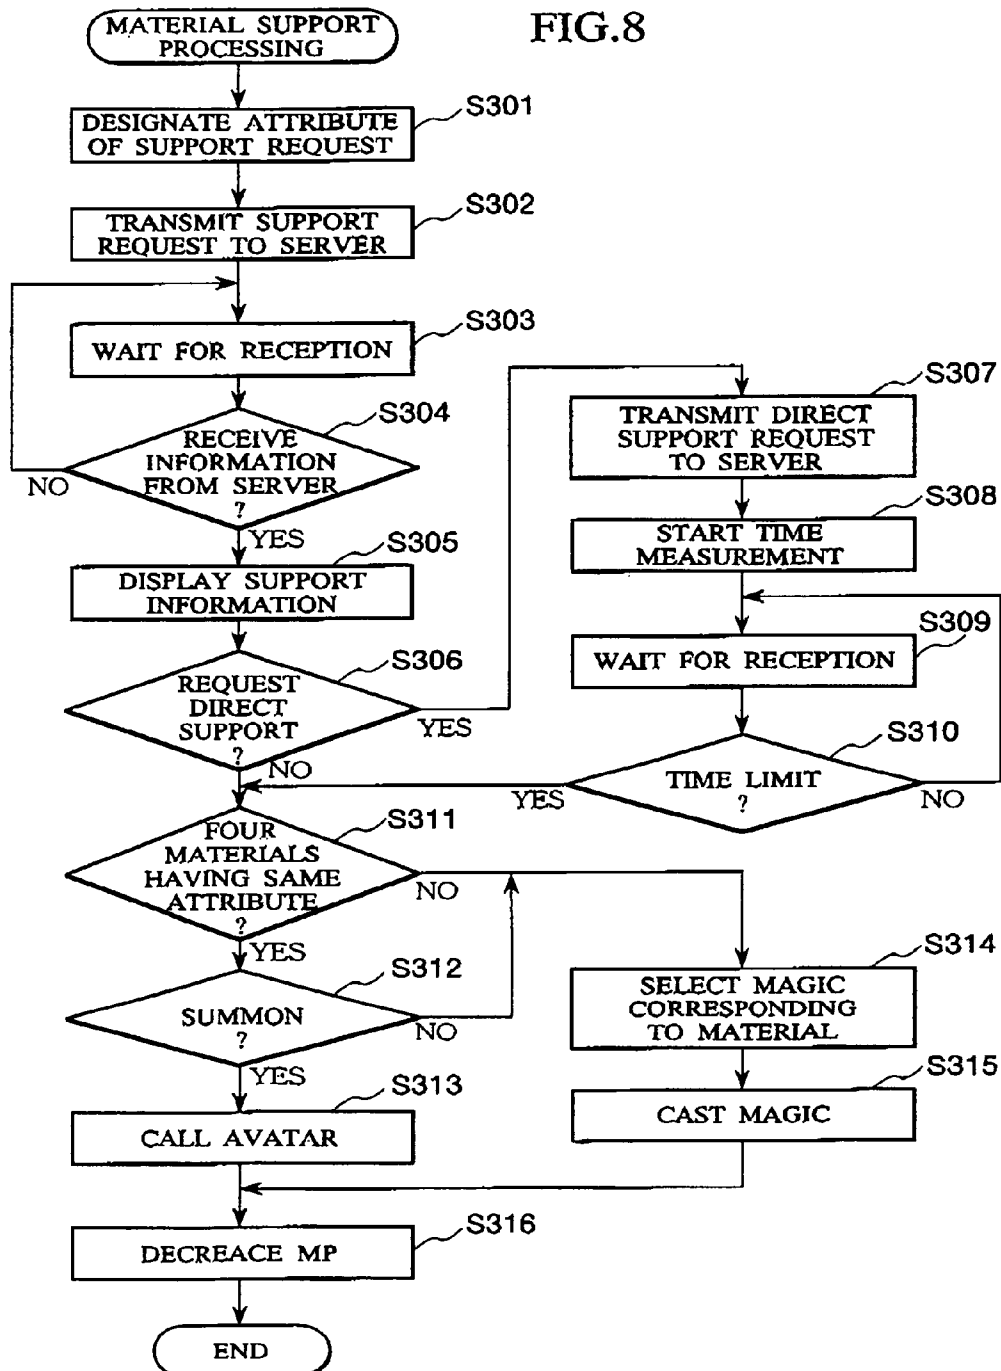 FIG.8
MATERIAL SUPPORT
PROCESSING
S301
DESIGNATE ATTRIBUTE
OF SUPPORT REQUEST
S302
TRANSMIT SUPPORT
REQUEST TO SERVER
S303
WAIT FOR RECEPTION
S304
RECEIVE
INFORMATION
FROM SERVER
?
NO
YES
S305
DISPLAY SUPPORT
INFORMATION
S306
REQUEST
DIRECT
SUPPORT
?
YES
NO
S307
TRANSMIT DIRECT
SUPPORT REQUEST
TO SERVER
S308
START TIME
MEASUREMENT
S309
WAIT FOR RECEPTION
S310
TIME LIMIT
?
YES
NO
S311
FOUR
MATERIALS
HAVING SAME
ATTRIBUTE
?
NO
YES
S312
SUMMON
?
NO
YES
S313
CALL AVATAR
S314
SELECT MAGIC
CORRESPONDING
TO MATERIAL
S315
CAST MAGIC
S316
DECREACE MP
END